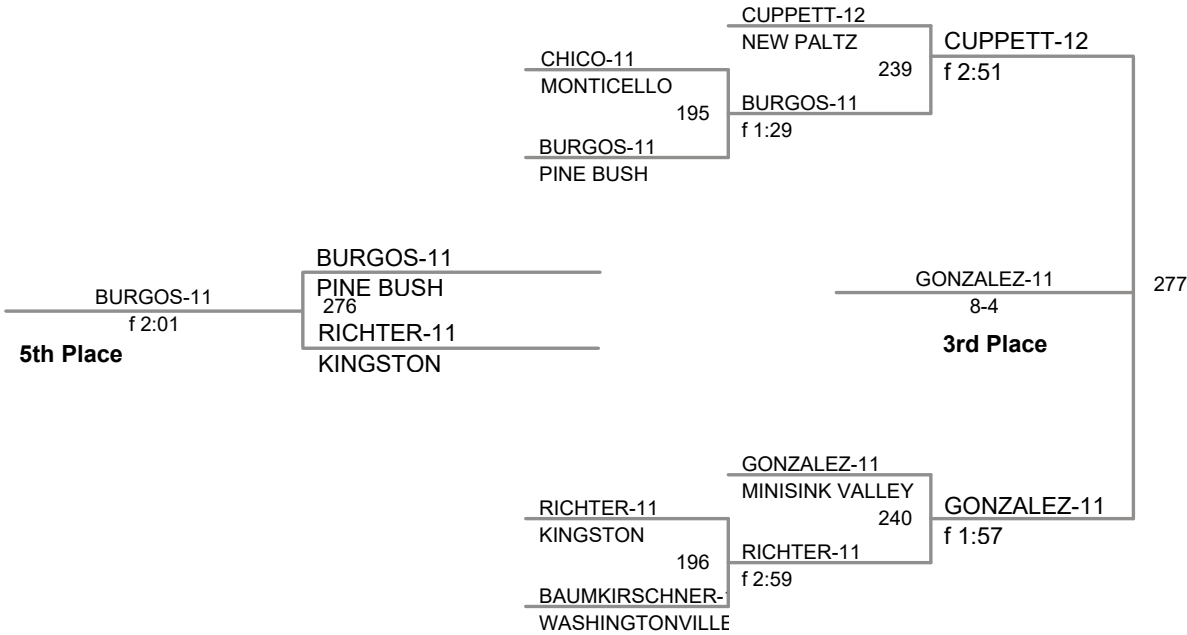 CUPPETT-12
NEW PALTZ
239
CUPPETT-12
f 2:51
CHICO-11
MONTICELLO
195
BURGOS-11
f 1:29
BURGOS-11
PINE BUSH
BURGOS-11
PINE BUSH
276
RICHTER-11
KINGSTON
BURGOS-11
f 2:01
5th Place
GONZALEZ-11
8-4
3rd Place
277
GONZALEZ-11
MINISINK VALLEY
240
GONZALEZ-11
f 1:57
RICHTER-11
KINGSTON
196
RICHTER-11
f 2:59
BAUMKIRSCHNER-
WASHINGTONVILLE